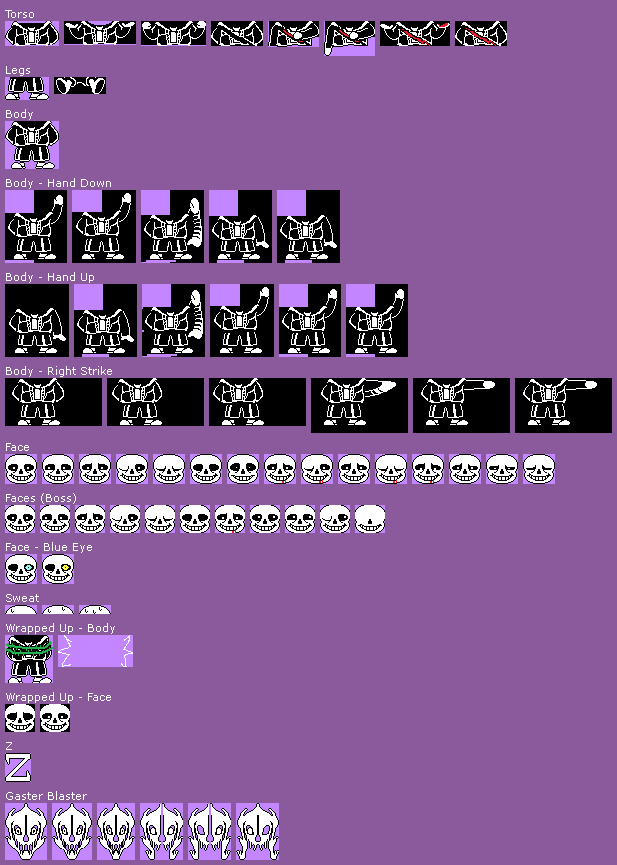 Torso
Legs
Body
Body - Hand Down
Body - Hand Up
Body - Right Strike
Face
Faces (Boss)
Face - Blue Eye
Sweat
Wrapped Up - Body
Wrapped Up - Face
Z
Z
Gaster Blaster